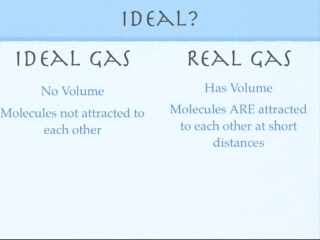 IDEAL?
IDEAL GAS
No Volume
Molecules not attracted to
each other
REAL GAS
Has Volume
Molecules ARE attracted
to each other at short
distances